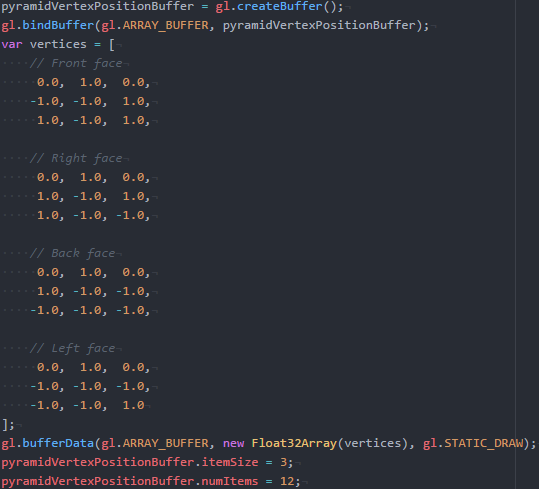 pyramidVertexPositionBuffer = gl.createBuffer();
gl.bindBuffer(gl.ARRAY_BUFFER, pyramidVertexPositionBuffer);
var vertices = [
    // Front face
     0.0,  1.0,  0.0,
    -1.0, -1.0,  1.0,
     1.0, -1.0,  1.0,

    // Right face
     0.0,  1.0,  0.0,
     1.0, -1.0,  1.0,
     1.0, -1.0, -1.0,

    // Back face
     0.0,  1.0,  0.0,
     1.0, -1.0, -1.0,
    -1.0, -1.0, -1.0,

    // Left face
     0.0,  1.0,  0.0,
    -1.0, -1.0, -1.0,
    -1.0, -1.0,  1.0
];
gl.bufferData(gl.ARRAY_BUFFER, new Float32Array(vertices), gl.STATIC_DRAW);
pyramidVertexPositionBuffer.itemSize = 3;
pyramidVertexPositionBuffer.numItems = 12;